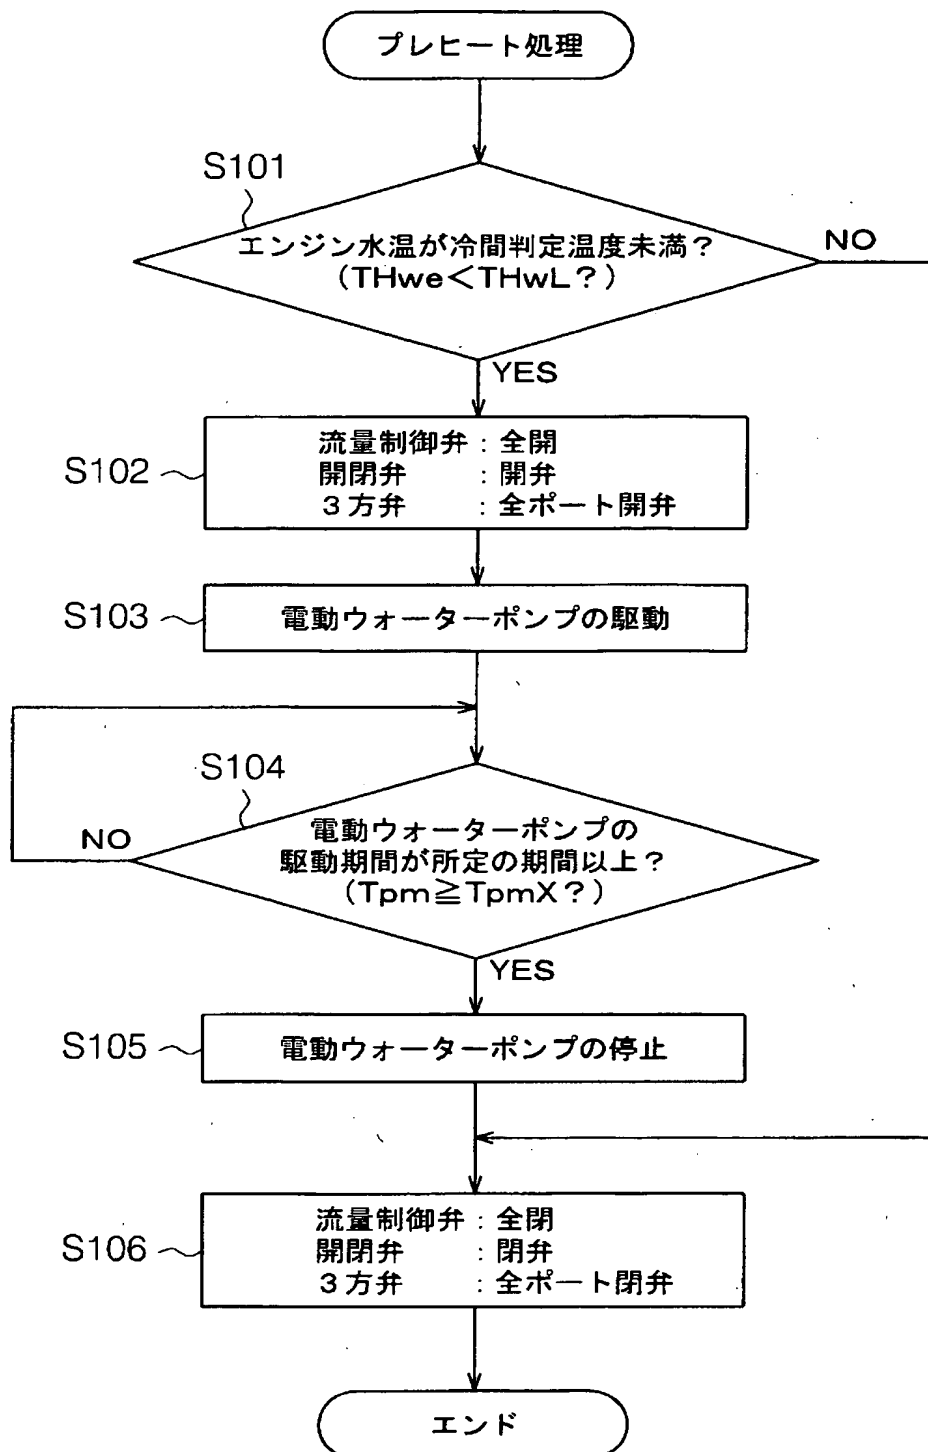 プレヒート処理
S101
エンジン水温が冷間判定温度未満?
(THwe<THwL?)
NO
YES
S102
流量制御弁:全開
開閉弁:開弁
3方弁:全ポート開弁
S103
電動ウォーターポンプの駆動
S104
電動ウォーターポンプの
駆動期間が所定の期間以上?
(Tpm≧TpmX?)
NO
YES
S105
電動ウォーターポンプの停止
S106
流量制御弁:全閉
開閉弁:閉弁
3方弁:全ポート閉弁
エンド